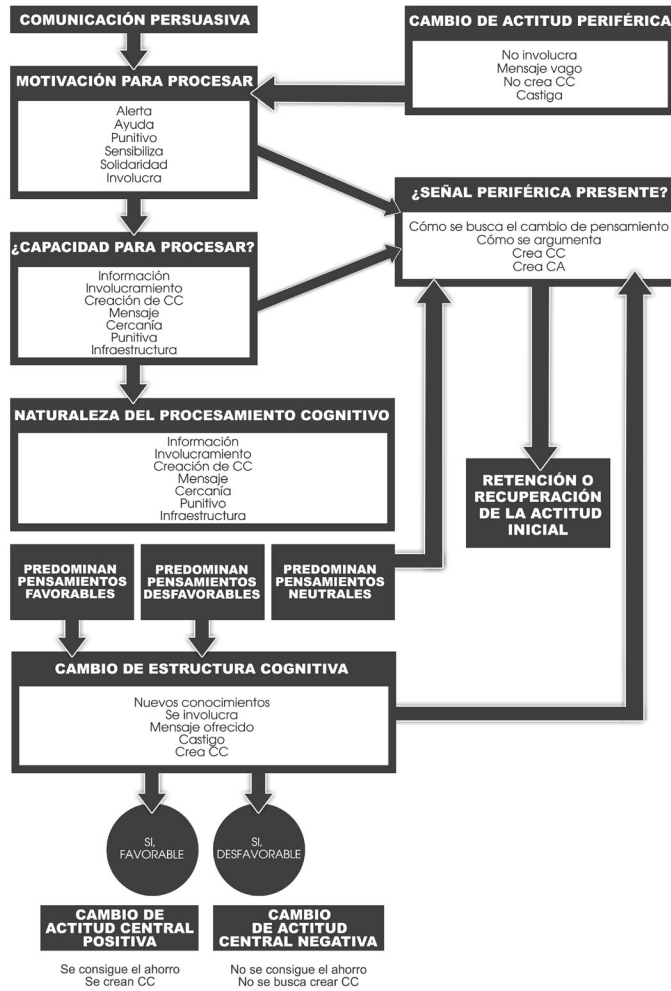 COMUNICACIÓN PERSUASIVA
CAMBIO DE ACTITUD PERIFÉRICA
No involucra
Mensaje vago
No crea CC
Castiga
MOTIVACIÓN PARA PROCESAR
Alerta
Ayuda
Punitivo
Sensibiliza
Solidaridad
Involucra
¿SEÑAL PERIFÉRICA PRESENTE?
Cómo se busca el cambio de pensamiento
Cómo se argumenta
Crea CC
Crea CA
¿CAPACIDAD PARA PROCESAR?
Información
Involucramiento
Creación de CC
Mensaje
Cercanía
Punitiva
Infraestructura
NATURALEZA DEL PROCESAMIENTO COGNITIVO
Información
Involucramiento
Creación de CC
Mensaje
Cercanía
Punitivo
Infraestructura
RETENCIÓN O
RECUPERACIÓN
DE LA ACTITUD
INICIAL
PREDOMINAN
PENSAMIENTOS
FAVORABLES
PREDOMINAN
PENSAMIENTOS
DESFAVORABLES
PREDOMINAN
PENSAMIENTOS
NEUTRALES
CAMBIO DE ESTRUCTURA COGNITIVA
Nuevos conocimientos
Se involucra
Mensaje ofrecido
Castigo
Crea CC
SI,
FAVORABLE
SI,
DESFAVORABLE
CAMBIO DE
ACTITUD CENTRAL
POSITIVA
CAMBIO
DE ACTITUD
CENTRAL NEGATIVA
Se consigue el ahorro
Se crean CC
No se consigue el ahorro
No se busca crear CC